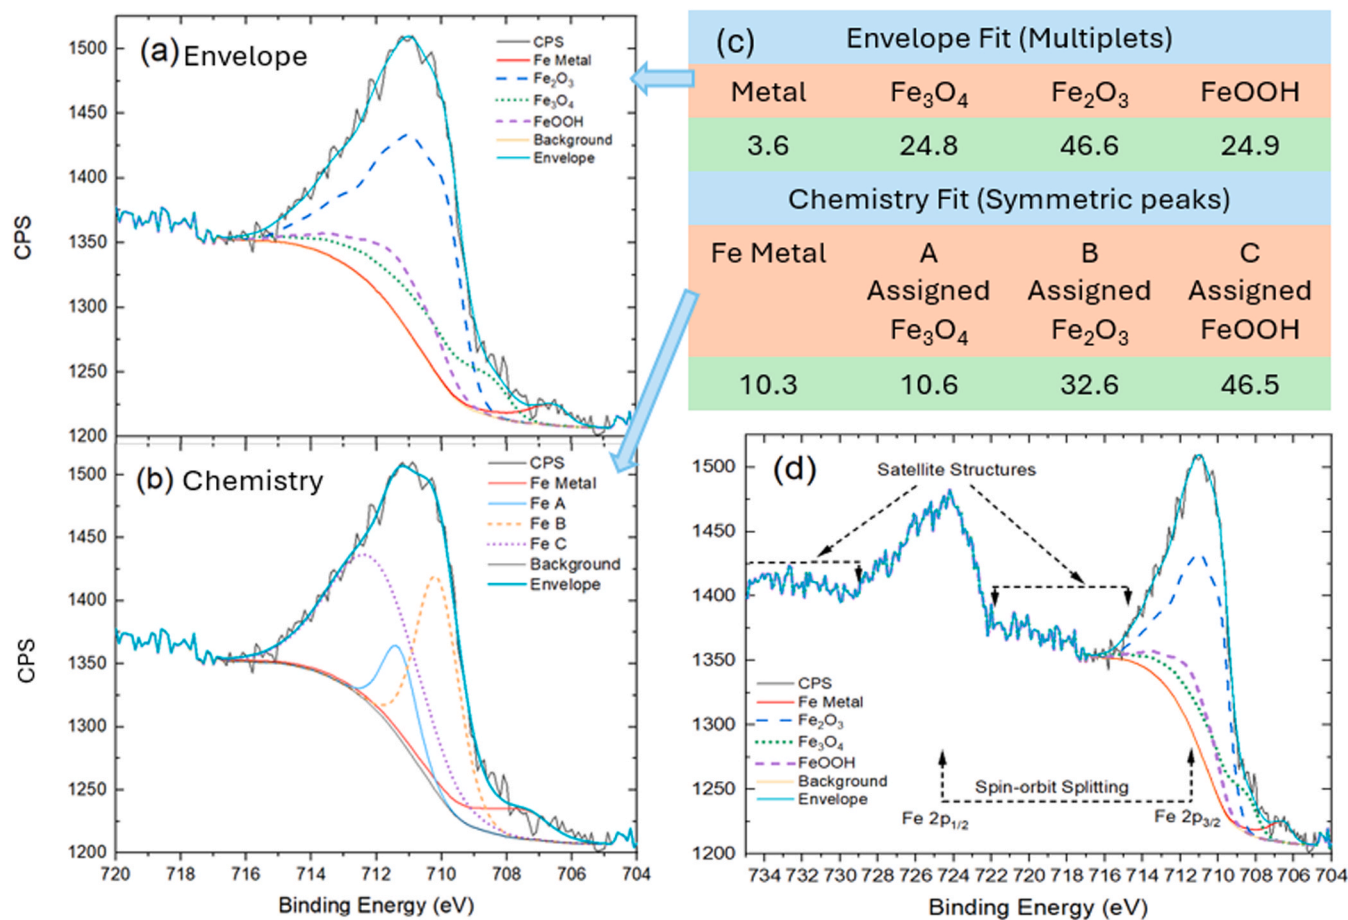 (a) Envelope
CPS
Fe Metal
Fe₂O₃
Fe₃O₄
FeOOH
Background
Envelope
1500
1450
1400
1350
1300
1250
1200
CPS
(c)
Envelope Fit (Multiplets)
Metal Fe₃O₄ Fe₂O₃ FeOOH
3.6 24.8 46.6 24.9
Chemistry Fit (Symmetric peaks)
Fe Metal A B C
Assigned Assigned Assigned
Fe₃O₄ Fe₂O₃ FeOOH
10.3 10.6 32.6 46.5
(b) Chemistry
CPS
Fe Metal
Fe A
Fe B
Fe C
Background
Envelope
1500
1450
1400
1350
1300
1250
1200
CPS
720 718 716 714 712 710 708 706 704
Binding Energy (eV)
(d)
Satellite Structures
1500
1450
1400
1350
1300
1250
1200
CPS
Fe Metal
Fe₂O₃
Fe₃O₄
FeOOH
Background
Envelope
Spin-orbit Splitting
Fe 2p₁/₂ Fe 2p₃/₂
734 732 730 728 726 724 722 720 718 716 714 712 710 708 706 704
Binding Energy (eV)